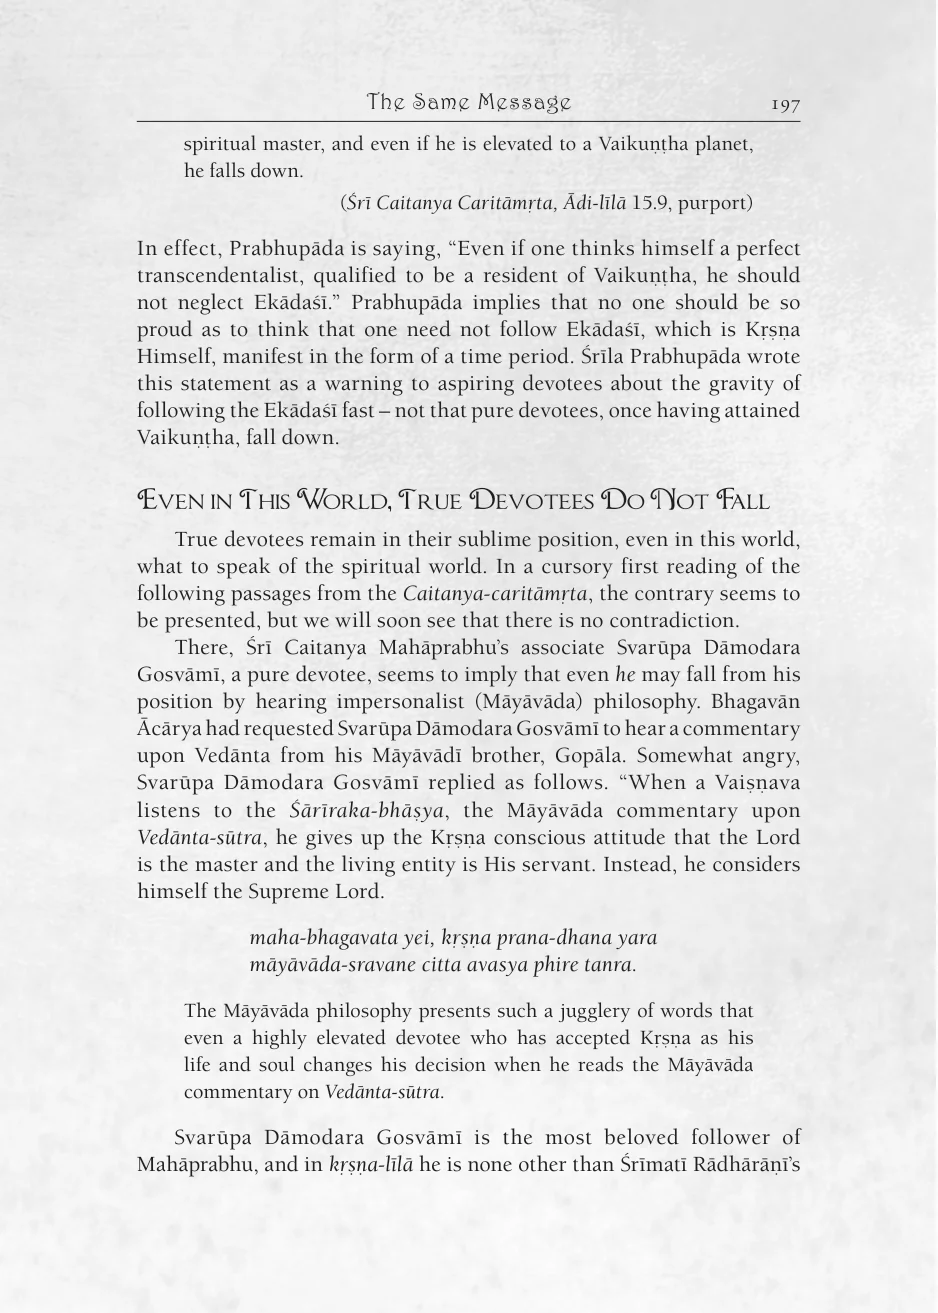 The Same Message 197
spiritual master, and even if he is elevated to a Vaikuṇṭha planet,
he falls down.
(Śrī Caitanya Caritāmṛta, Ādi-līlā 15.9, purport)
In effect, Prabhupāda is saying, “Even if one thinks himself a perfect
transcendentalist, qualified to be a resident of Vaikuṇṭha, he should
not neglect Ekādaśī.” Prabhupāda implies that no one should be so
proud as to think that one need not follow Ekādaśī, which is Kṛṣṇa
Himself, manifest in the form of a time period. Śrīla Prabhupāda wrote
this statement as a warning to aspiring devotees about the gravity of
following the Ekādaśī fast – not that pure devotees, once having attained
Vaikuṇṭha, fall down.
Even in This World, True Devotees Do Not Fall
True devotees remain in their sublime position, even in this world,
what to speak of the spiritual world. In a cursory first reading of the
following passages from the Caitanya-caritāmṛta, the contrary seems to
be presented, but we will soon see that there is no contradiction.
There, Śrī Caitanya Mahāprabhu’s associate Svarūpa Dāmodara
Gosvāmī, a pure devotee, seems to imply that even he may fall from his
position by hearing impersonalist (Māyāvāda) philosophy. Bhagavān
Ācārya had requested Svarūpa Dāmodara Gosvāmī to hear a commentary
upon Vedānta from his Māyāvādī brother, Gopāla. Somewhat angry,
Svarūpa Dāmodara Gosvāmī replied as follows. “When a Vaiṣṇava
listens to the Śārīraka-bhāṣya, the Māyāvāda commentary upon
Vedānta-sūtra, he gives up the Kṛṣṇa conscious attitude that the Lord
is the master and the living entity is His servant. Instead, he considers
himself the Supreme Lord.
maha-bhagavata yei, kṛṣṇa prana-dhana yara
māyāvāda-sravane citta avasya phire tanra.
The Māyāvāda philosophy presents such a jugglery of words that
even a highly elevated devotee who has accepted Kṛṣṇa as his
life and soul changes his decision when he reads the Māyāvāda
commentary on Vedānta-sūtra.
Svarūpa Dāmodara Gosvāmī is the most beloved follower of
Mahāprabhu, and in kṛṣṇa-līlā he is none other than Śrīmatī Rādhārāṇī’s